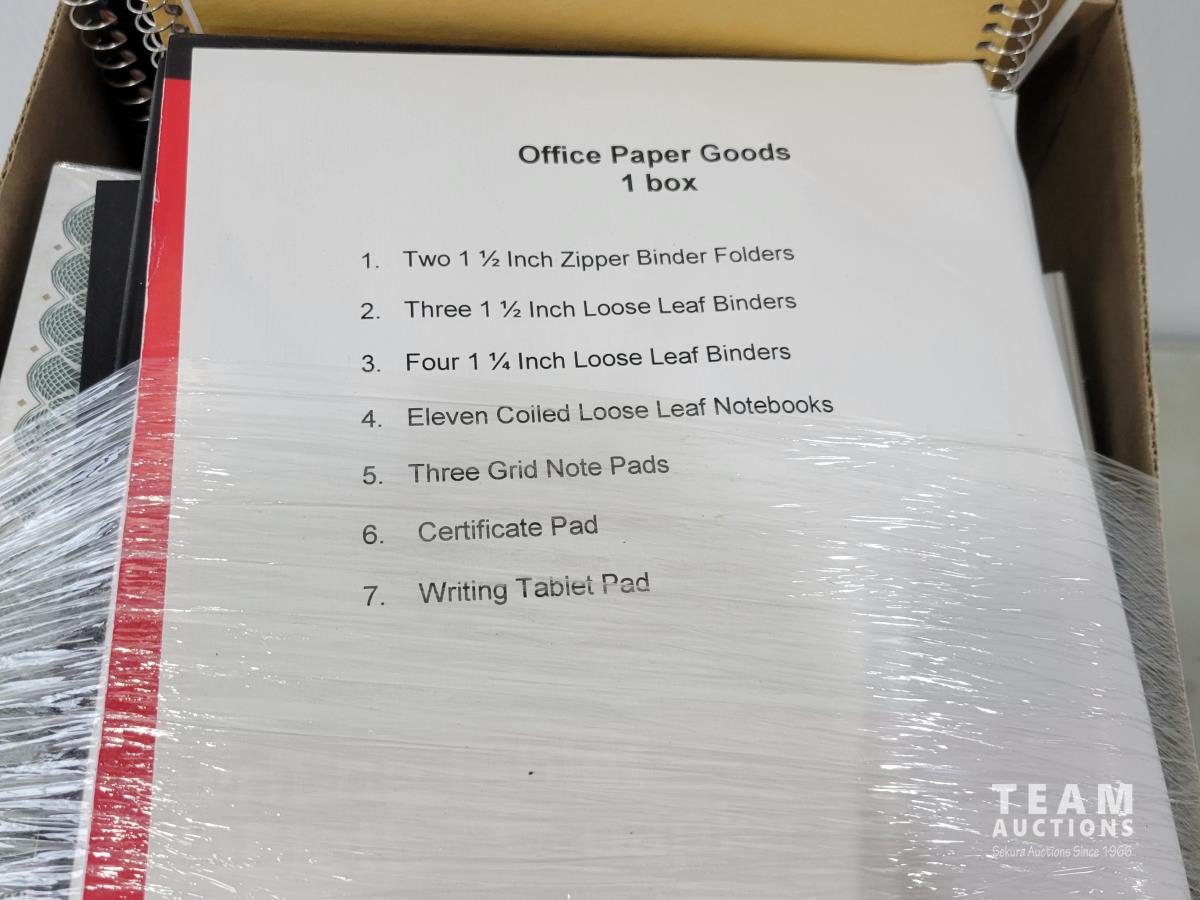 Office Paper Goods
1 box
1. Two 1 ½ Inch Zipper Binder Folders
2. Three 1 ½ Inch Loose Leaf Binders
3. Four 1 ¼ Inch Loose Leaf Binders
4. Eleven Coiled Loose Leaf Notebooks
5. Three Grid Note Pads
6. Certificate Pad
7. Writing Tablet Pad
TEAM
AUCTIONS
Sekura Auctions Since 1966